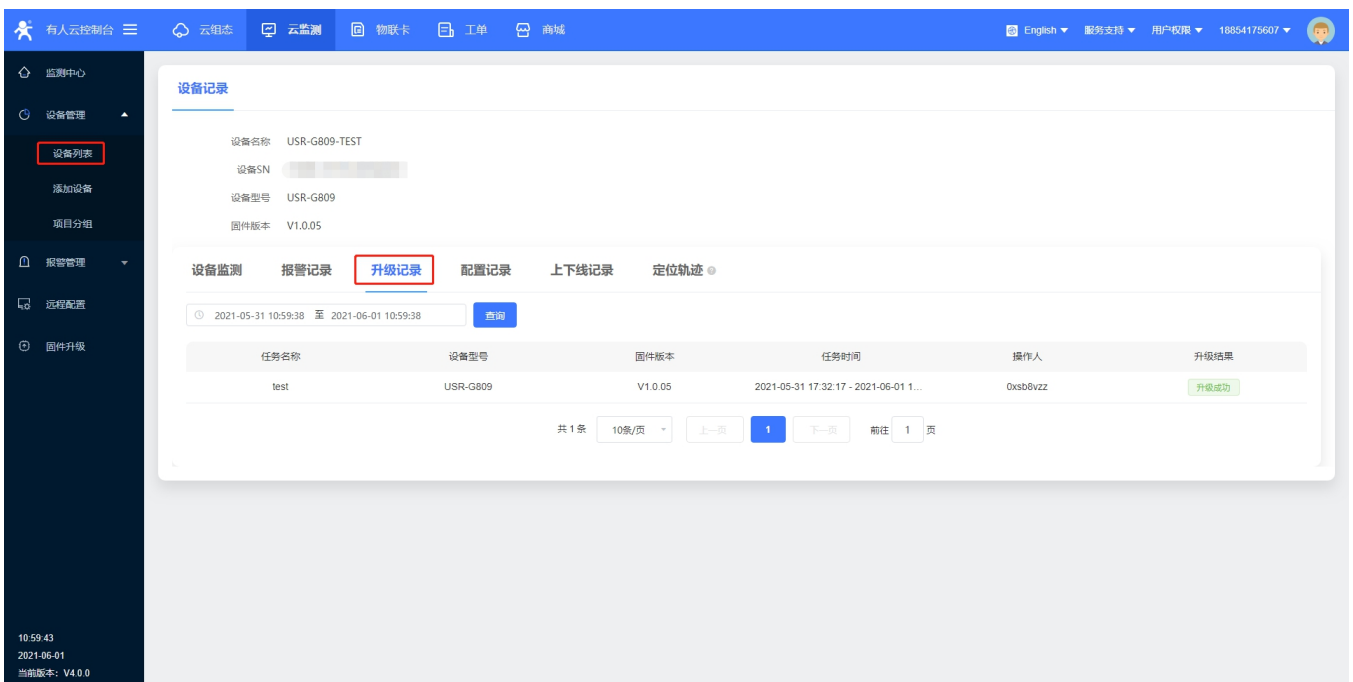 有人云控制台 云组态 云监测 物联卡 工单 商城 English 服务支持 用户权限 18854175607
监测中心
设备管理
设备列表
添加设备
项目分组
报警管理
远程配置
固件升级
10:59:43
2021-06-01
当前版本：V4.0.0
设备记录
设备名称 USR-G809-TEST
设备SN
设备型号 USR-G809
固件版本 V1.0.05
设备监测 报警记录 升级记录 配置记录 上下线记录 定位轨迹
2021-05-31 10:59:38 至 2021-06-01 10:59:38 查询
任务名称 设备型号 固件版本 任务时间 操作人 升级结果
test USR-G809 V1.0.05 2021-05-31 17:32:17 - 2021-06-01 1... 0xsb8vzz 升级成功
共 1 条 10条/页 上一页 1 下一页 前往 1 页